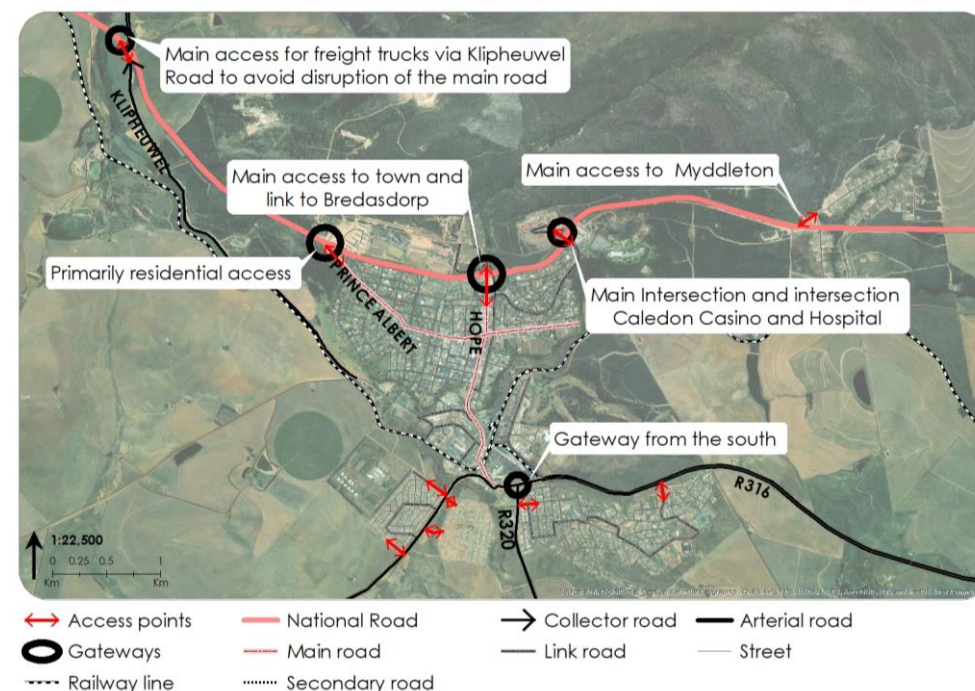 Main access for freight trucks via Klipheuwel
Road to avoid disruption of the main road
KLIPHEUWEL
Main access to town and
link to Bredasdorp
Main access to Myddleton
Primarily residential access
PRINCE ALBERT
HOPE
Main Intersection and intersection
Caledon Casino and Hospital
Gateway from the south
R316
R320
1:22,500
0 0.25 0.5 1
Km Km
Access points
National Road
Collector road
Arterial road
Gateways
Main road
Link road
Street
Railway line
Secondary road